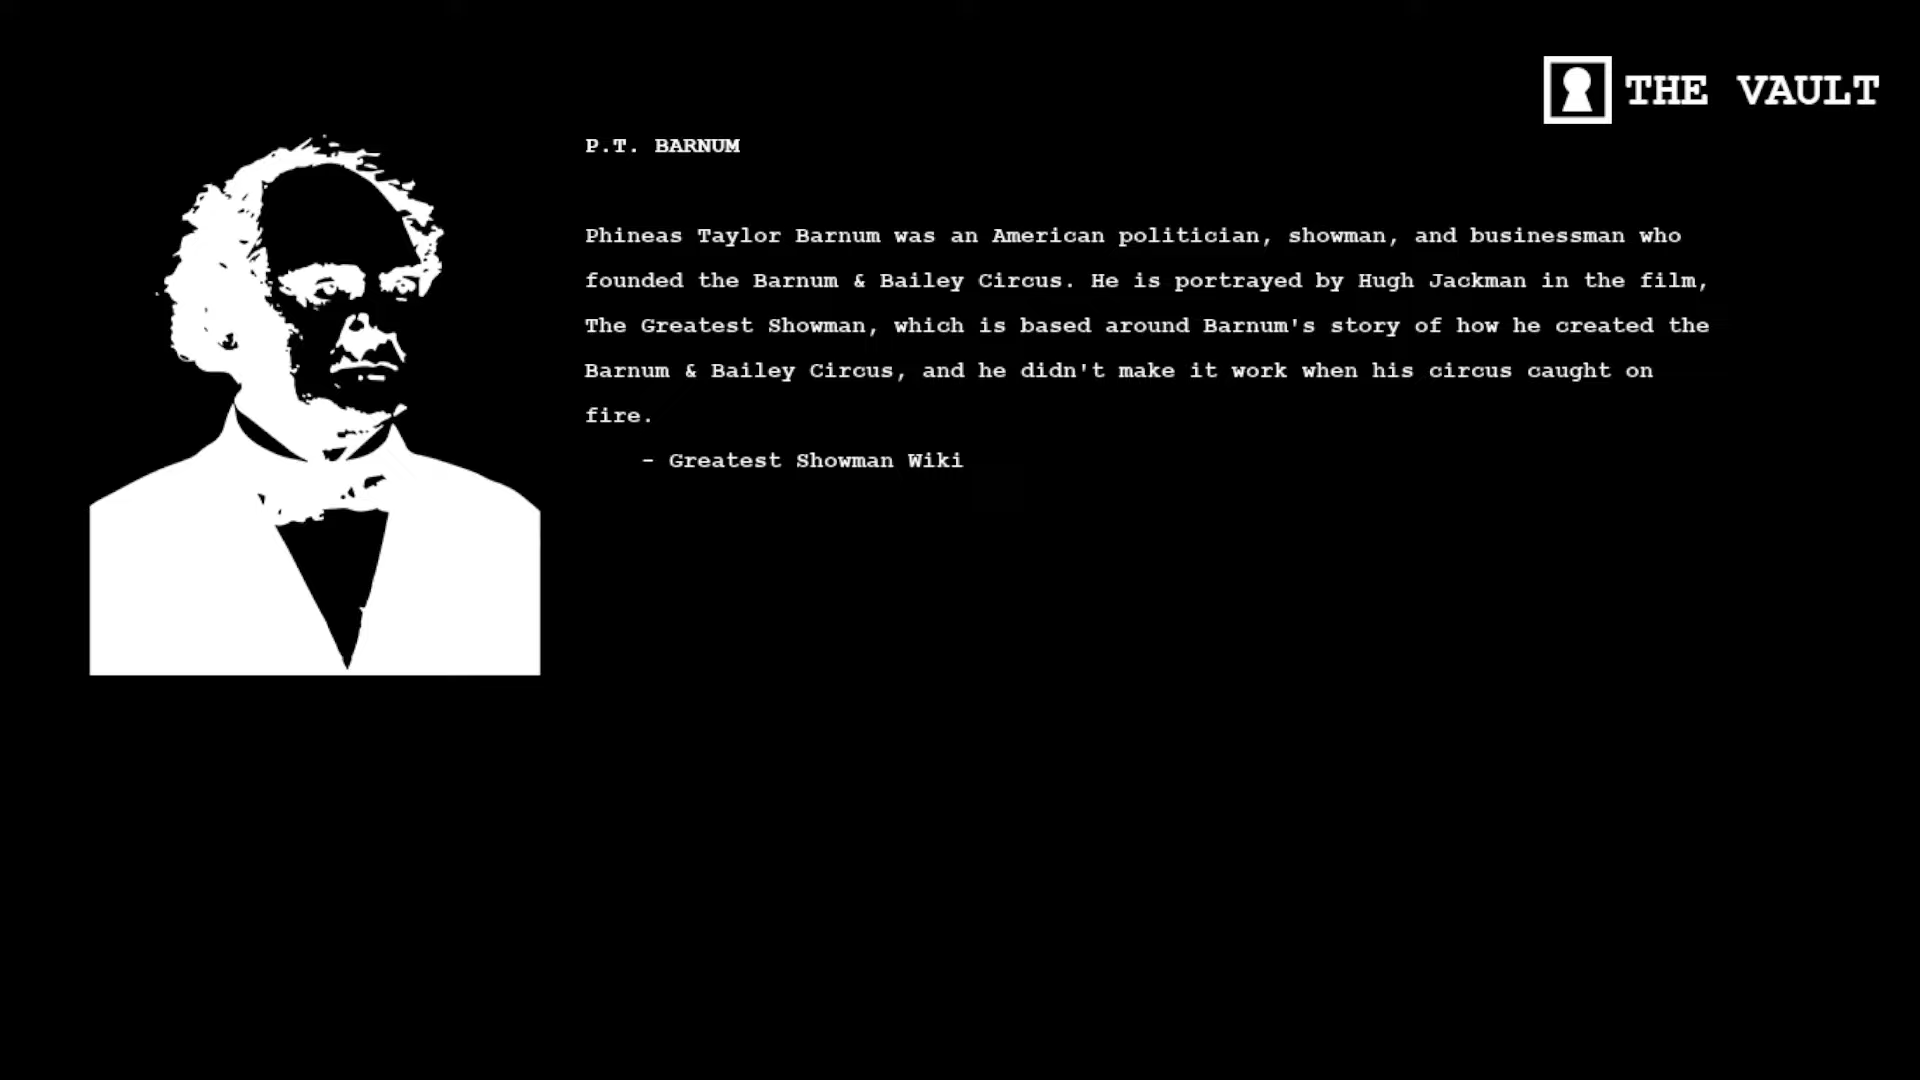 THE VAULT
P.T. BARNUM
Phineas Taylor Barnum was an American politician, showman, and businessman who
founded the Barnum & Bailey Circus. He is portrayed by Hugh Jackman in the film,
The Greatest Showman, which is based around Barnum's story of how he created the
Barnum & Bailey Circus, and he didn't make it work when his circus caught on
fire.
- Greatest Showman Wiki